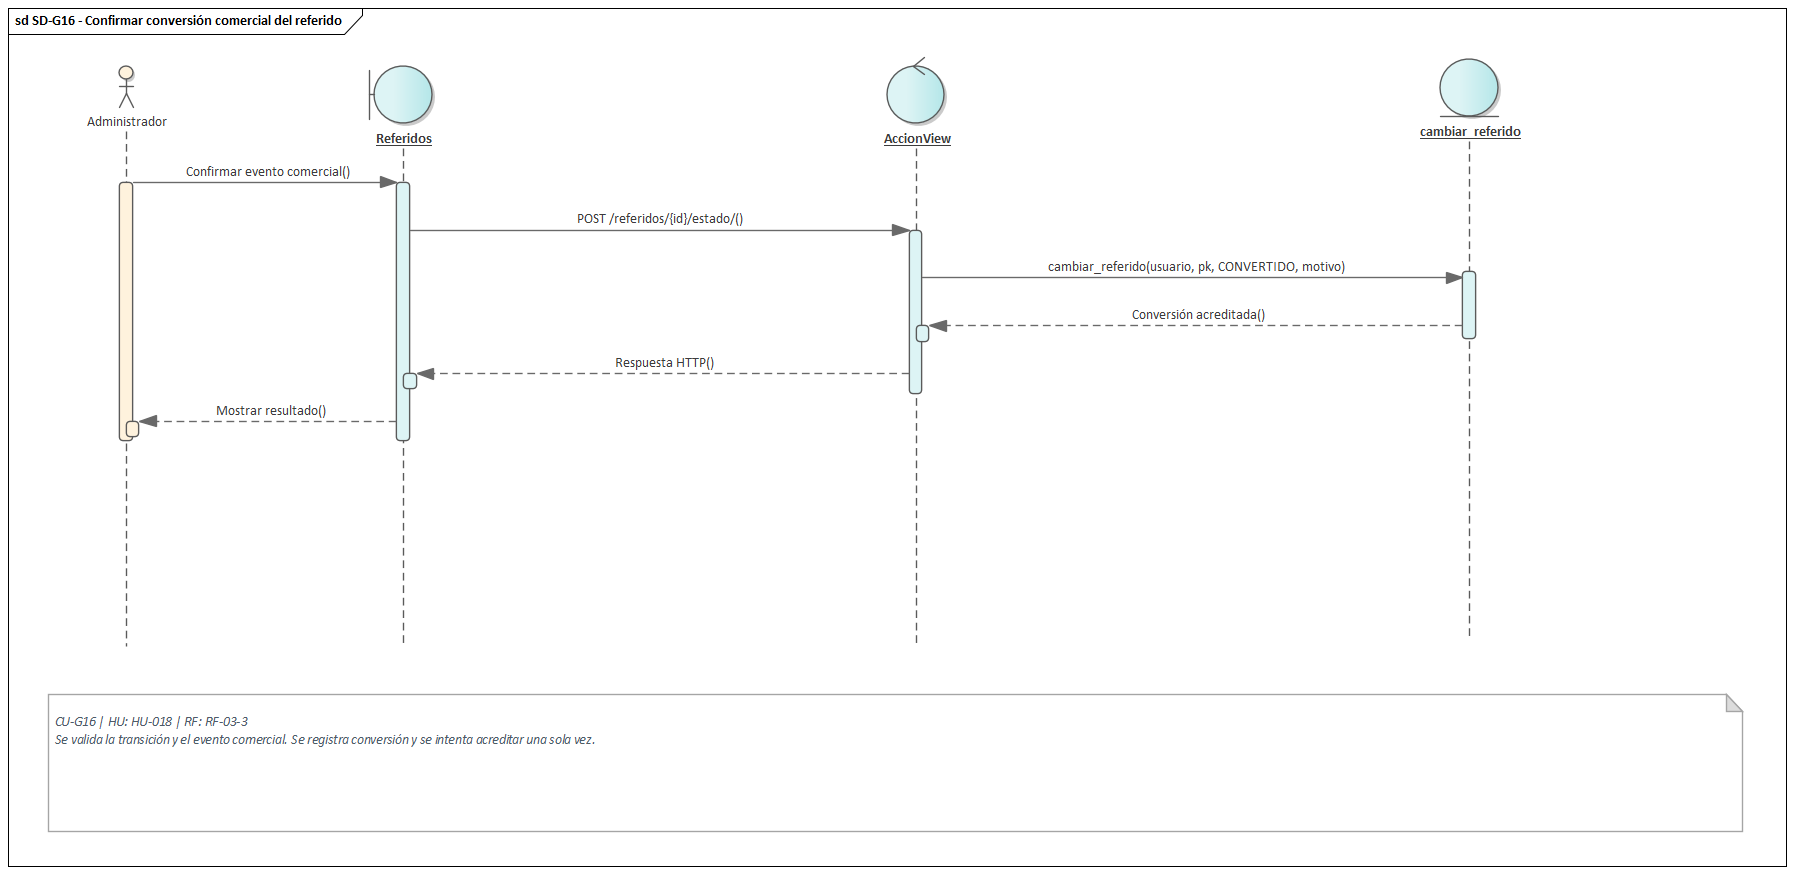 sd SD-G16 - Confirmar conversión comercial del referido
Administrador
Referidos
AccionView
cambiar_referido
Confirmar evento comercial()
POST /referidos/{id}/estado/()
cambiar_referido(usuario, pk, CONVERTIDO, motivo)
Conversión acreditada()
Respuesta HTTP()
Mostrar resultado()
CU-G16 | HU: HU-018 | RF: RF-03-3
Se valida la transición y el evento comercial. Se registra conversión y se intenta acreditar una sola vez.